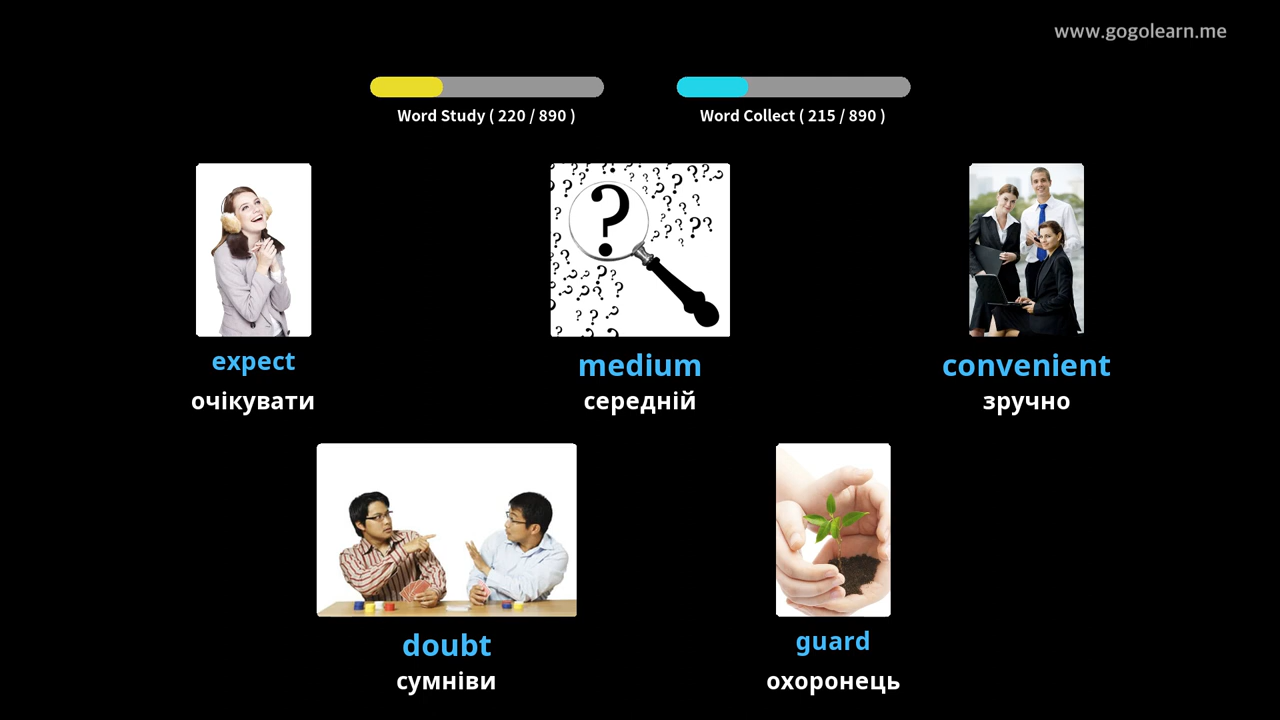 www.gogolearn.me
Word Study ( 220 / 890 )
Word Collect ( 215 / 890 )
expect
очікувати
medium
середній
convenient
зручно
doubt
сумніви
guard
охоронець